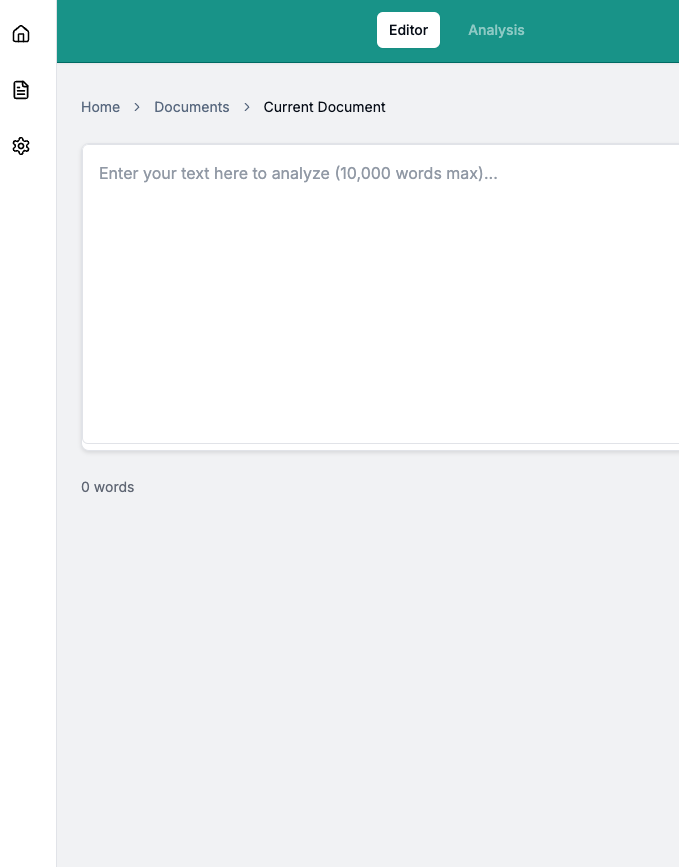 Editor Analysis
Home > Documents > Current Document
Enter your text here to analyze (10,000 words max)...
0 words